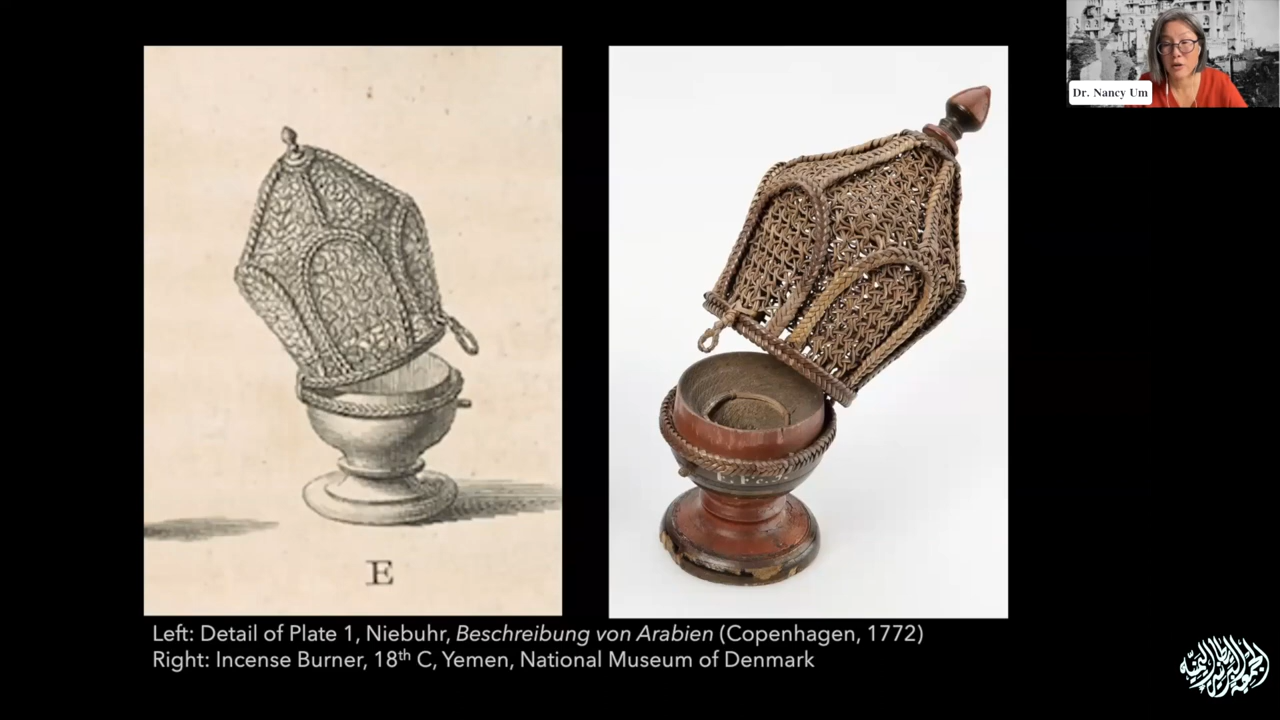 Dr. Nancy Um
E
Left: Detail of Plate 1, Niebuhr, Beschreibung von Arabien (Copenhagen, 1772)
Right: Incense Burner, 18th C, Yemen, National Museum of Denmark